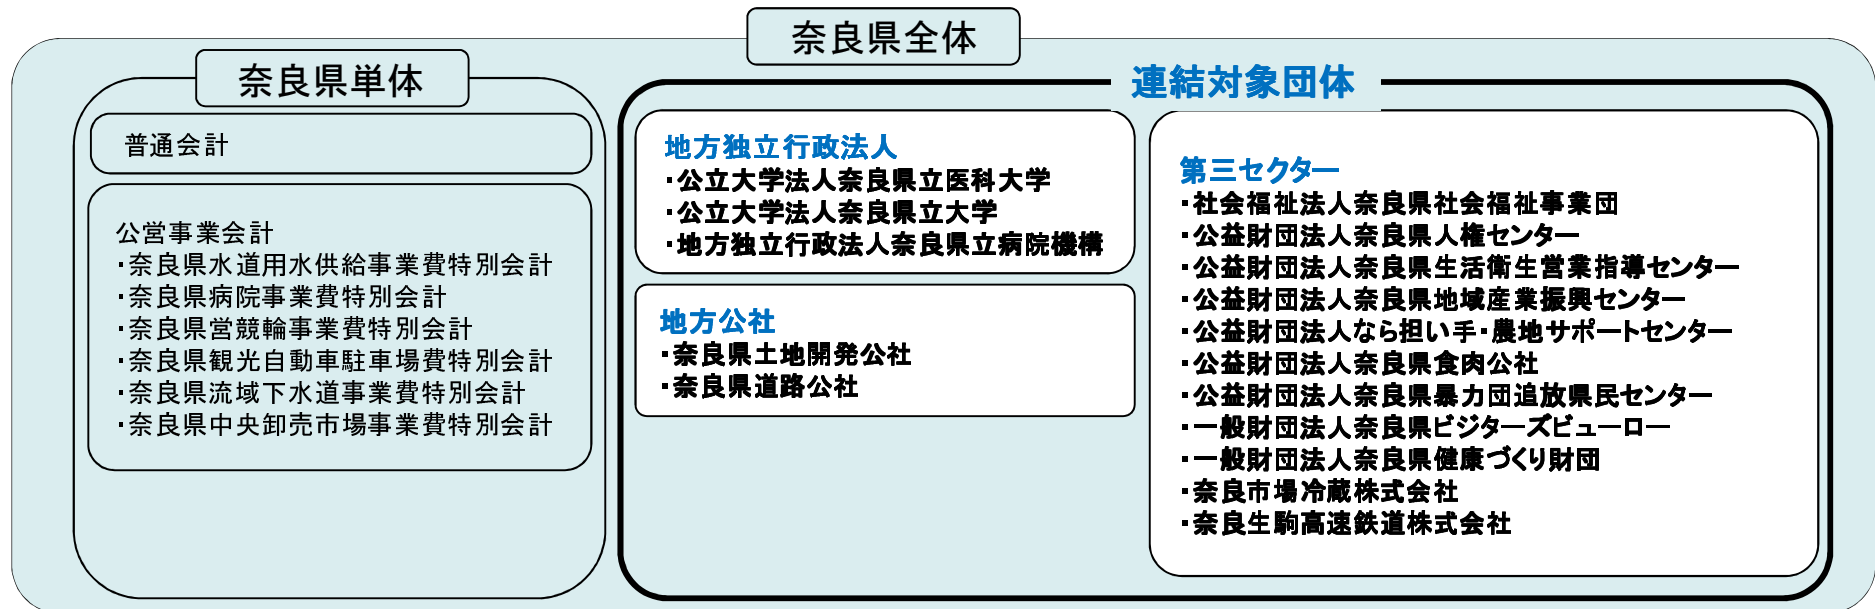 奈良県全体
奈良県単体
普通会計
公営事業会計
・奈良県水道用水供給事業費特別会計
・奈良県病院事業費特別会計
・奈良県営競輪事業費特別会計
・奈良県観光自動車駐車場費特別会計
・奈良県流域下水道事業費特別会計
・奈良県中央卸売市場事業費特別会計
連結対象団体
地方独立行政法人
・公立大学法人奈良県立医科大学
・公立大学法人奈良県立大学
・地方独立行政法人奈良県立病院機構
地方公社
・奈良県土地開発公社
・奈良県道路公社
第三セクター
・社会福祉法人奈良県社会福祉事業団
・公益財団法人奈良県人権センター
・公益財団法人奈良県生活衛生営業指導センター
・公益財団法人奈良県地域産業振興センター
・公益財団法人なら担い手・農地サポートセンター
・公益財団法人奈良県食肉公社
・公益財団法人奈良県暴力団追放県民センター
・一般財団法人奈良県ビジターズビューロー
・一般財団法人奈良県健康づくり財団
・奈良市場冷蔵株式会社
・奈良生駒高速鉄道株式会社